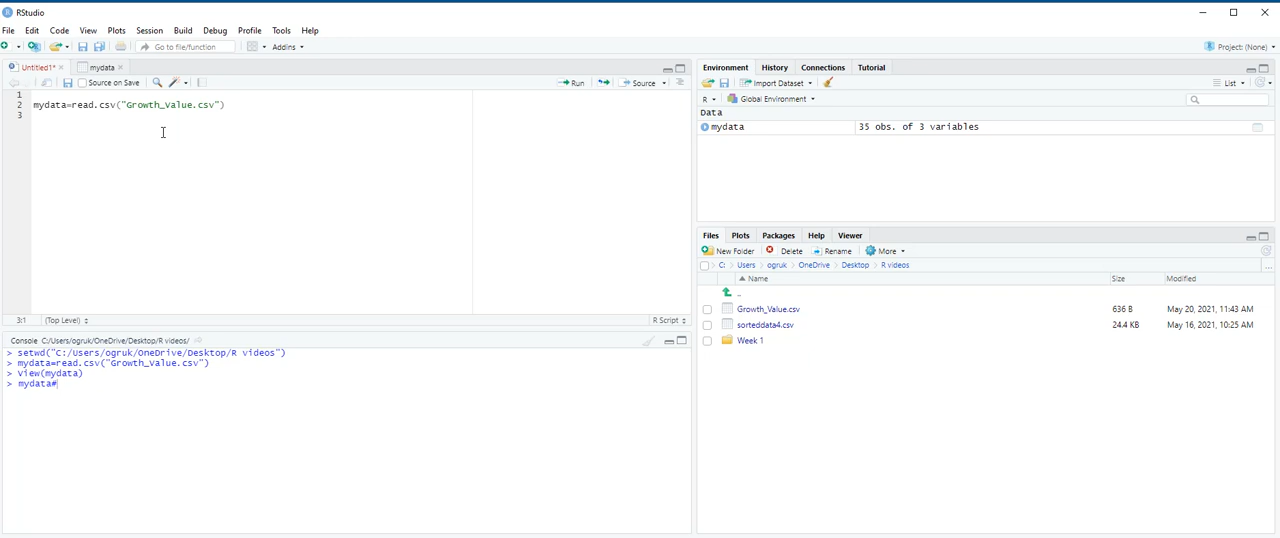 RStudio
File Edit Code View Plots Session Build Debug Profile Tools Help
Go to file/function Addins Project: (None)
Untitled1* mydata
Source on Save Run Source
1
2 mydata=read.csv("Growth_Value.csv")
3
3:1 (Top Level) R Script
Console C:/Users/ogruk/OneDrive/Desktop/R videos/
> setwd("C:/Users/ogruk/OneDrive/Desktop/R videos")
> mydata=read.csv("Growth_Value.csv")
> View(mydata)
> mydata#
Environment History Connections Tutorial
Import Dataset List
R Global Environment
Data
mydata 35 obs. of 3 variables
Files Plots Packages Help Viewer
New Folder Delete Rename More
C: Users ogruk OneDrive Desktop R videos ...
Name Size Modified
..
Growth_Value.csv 636 B May 20, 2021, 11:43 AM
sorteddata4.csv 24.4 KB May 16, 2021, 10:25 AM
Week 1